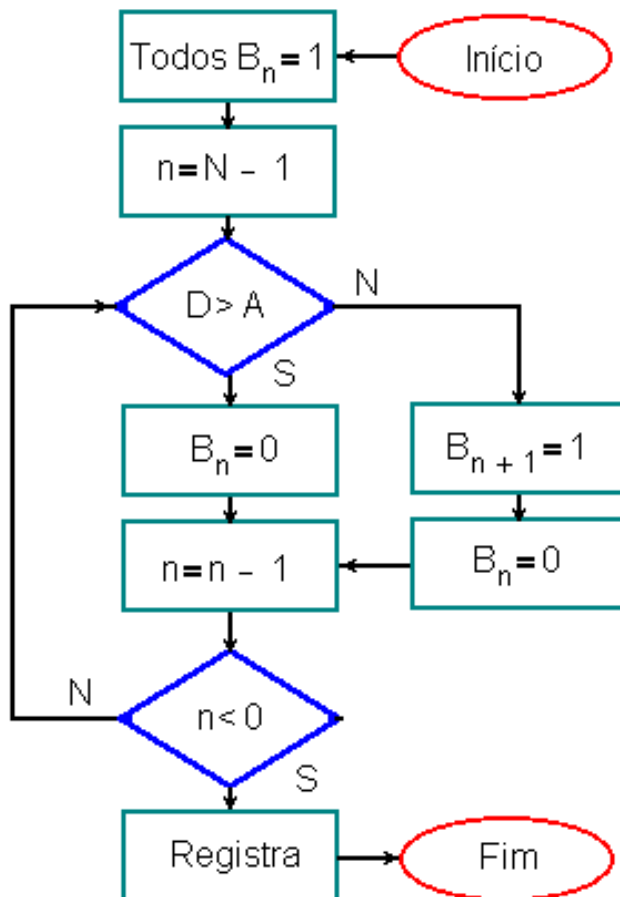 Todos Bn=1
Início
n=N - 1
D>A
N
S
Bn=0
Bn + 1=1
n=n - 1
Bn=0
N
n<0
S
Registra
Fim